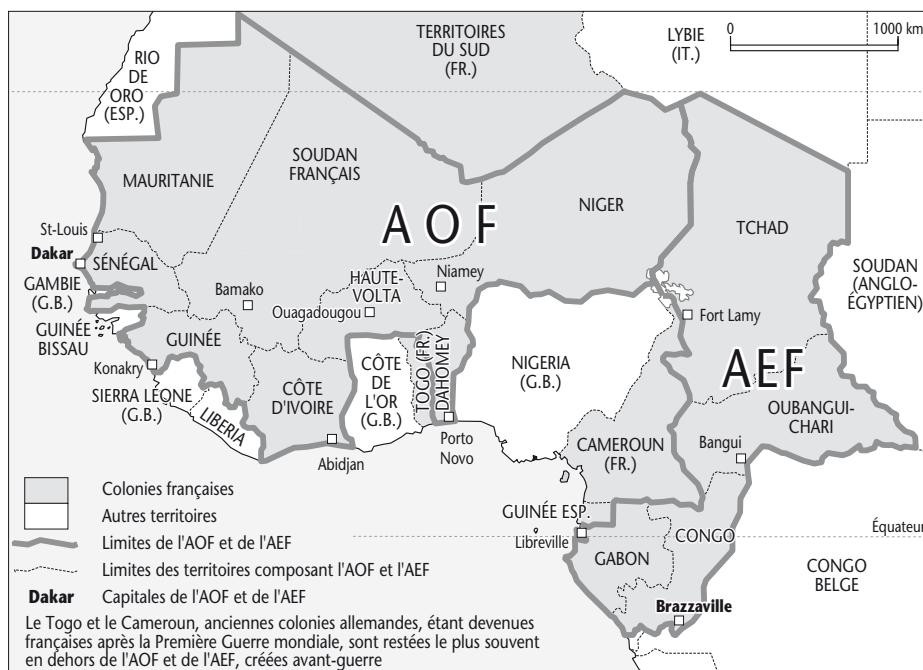 TERRITOIRES
DU SUD
(FR.)
LYBIE
(IT.)
0 1000 km
RIO
DE
ORO
(ESP.)
MAURITANIE
SOUDAN
FRANÇAIS
NIGER
TCHAD
A O F
St-Louis
Dakar
SÉNÉGAL
GAMBIE
(G.B.)
GUINÉE
BISSAU
Bamako
HAUTE-
VOLTA
Ouagadougou
Niamey
SOUDAN
(ANGLO-
ÉGYPTIEN)
Fort Lamy
GUINÉE
Konakry
SIERRA LÉONE
(G.B.)
LIBERIA
CÔTE
D'IVOIRE
Abidjan
CÔTE
DE
L'OR
(G.B.)
TOGO (FR.)
DAHOMEY
Porto
Novo
NIGERIA
(G.B.)
AEF
OUBANGUI-
CHARI
Bangui
CAMEROUN
(FR.)
GUINÉE ESP.
Libreville
GABON
CONGO
Équateur
CONGO
BELGE
Brazzaville
Colonies françaises
Autres territoires
Limites de l'AOF et de l'AEF
Limites des territoires composant l'AOF et l'AEF
Dakar Capitales de l'AOF et de l'AEF
Le Togo et le Cameroun, anciennes colonies allemandes, étant devenues
françaises après la Première Guerre mondiale, sont restées le plus souvent
en dehors de l'AOF et de l'AEF, créées avant-guerre